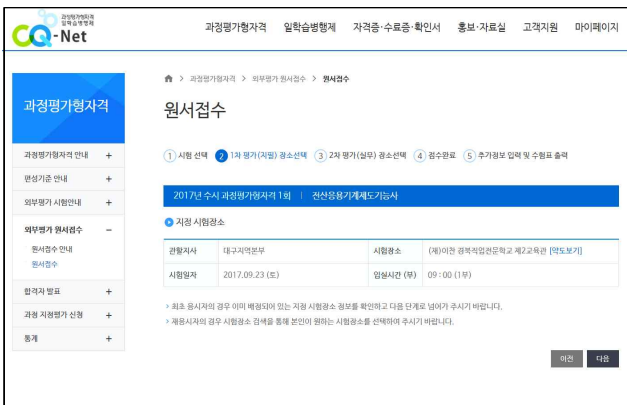 과정평가형자격
일학습병행제
CQ-Net
과정평가형자격 일학습병행제 자격증·수료증·확인서 홍보·자료실 고객지원 마이페이지
과정평가형자격 > 외부평가 원서접수 > 원서접수
과정평가형자격
원서접수
과정평가형자격 안내 +
편성기준 안내 +
외부평가 시험안내 +
외부평가 원서접수 −
원서접수 안내
원서접수
합격자 발표 +
과정 지정평가 신청 +
통계 +
1 시험 선택 2 1차 평가(지필) 장소선택 3 2차 평가(실무) 장소선택 4 접수완료 5 추가정보 입력 및 수험표 출력
2017년 수시 과정평가형자격 1회 | 전산응용기계제도기능사
지정 시험장소
관할지사 대구지역본부 시험장소 (재)이천 경북직업전문학교 제2교육관 [약도보기]
시험일자 2017.09.23 (토) 입실시간 (부) 09:00 (1부)
최초 응시자의 경우 이미 배정되어 있는 지정 시험장소 정보를 확인하고 다음 단계로 넘어가 주시기 바랍니다.
재응시자의 경우 시험장소 검색을 통해 본인이 원하는 시험장소를 선택하여 주시기 바랍니다.
이전 다음